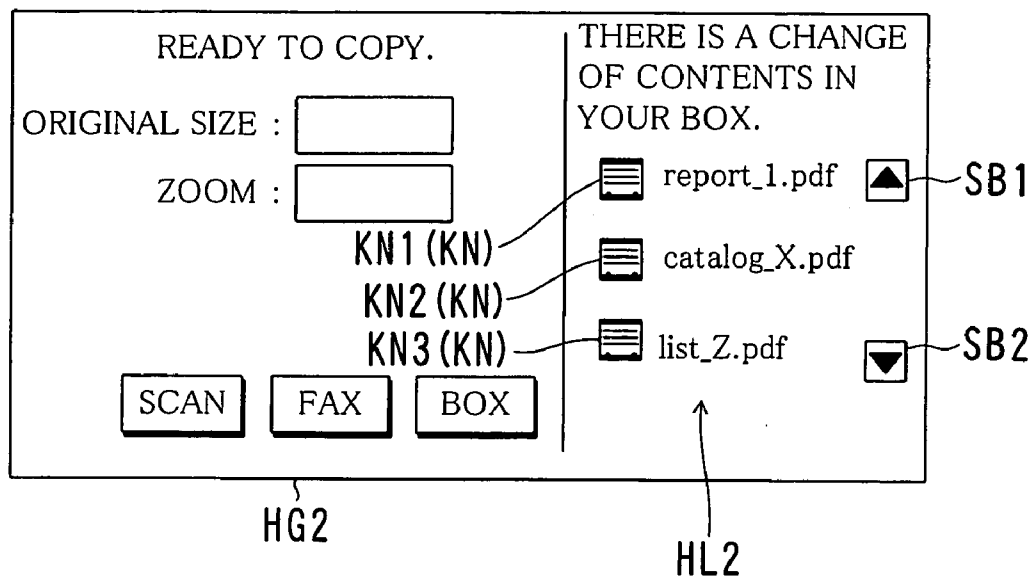 READY TO COPY.
ORIGINAL SIZE :
ZOOM :
KN1(KN)
KN2(KN)
KN3(KN)
SCAN FAX BOX
THERE IS A CHANGE
OF CONTENTS IN
YOUR BOX.
report_1.pdf
SB1
catalog_X.pdf
list_Z.pdf
SB2
HG2
HL2